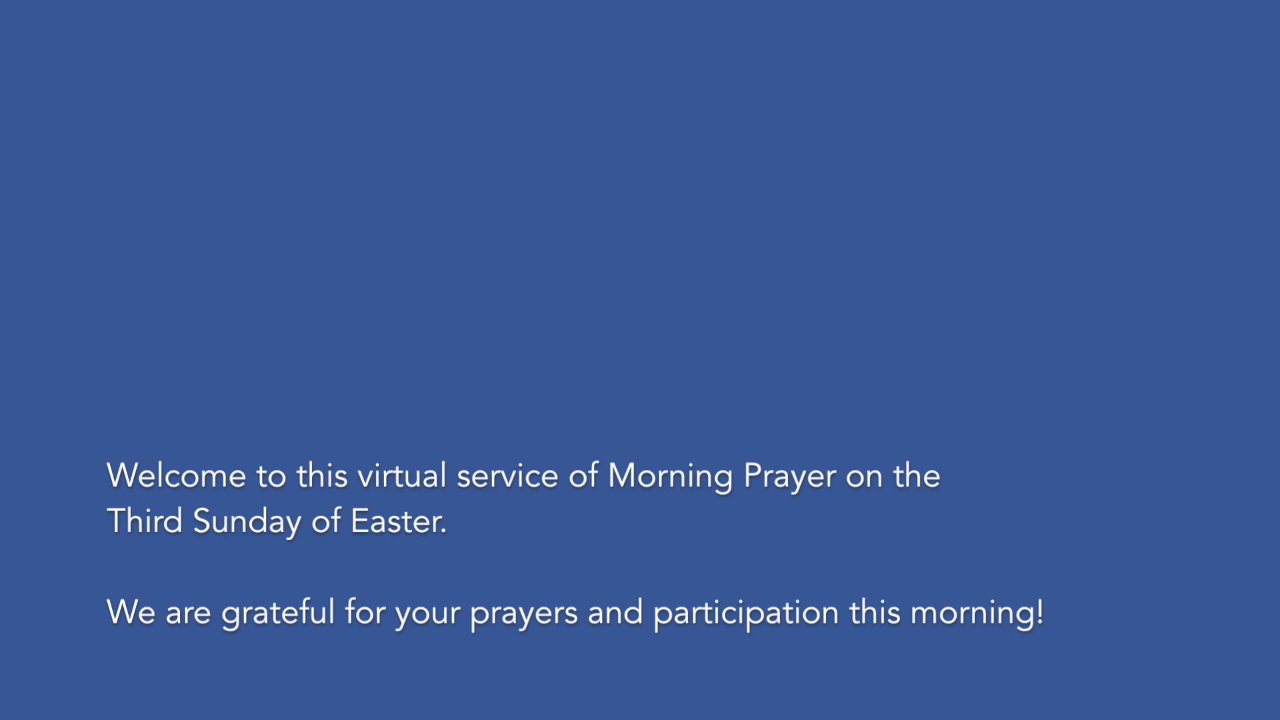 Welcome to this virtual service of Morning Prayer on the
Third Sunday of Easter.
We are grateful for your prayers and participation this morning!